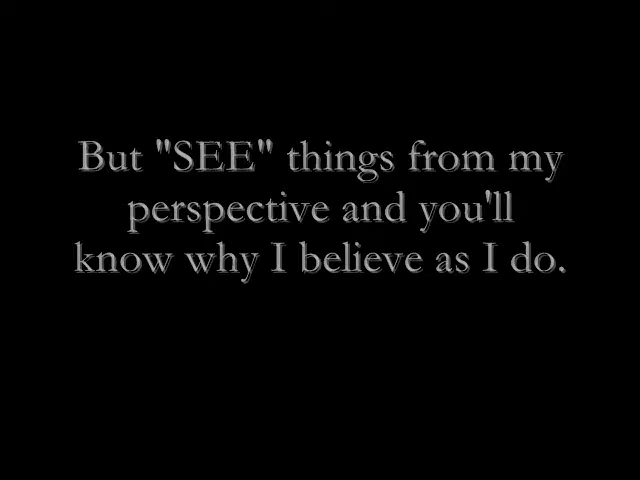 But "SEE" things from my
perspective and you'll
know why I believe as I do.